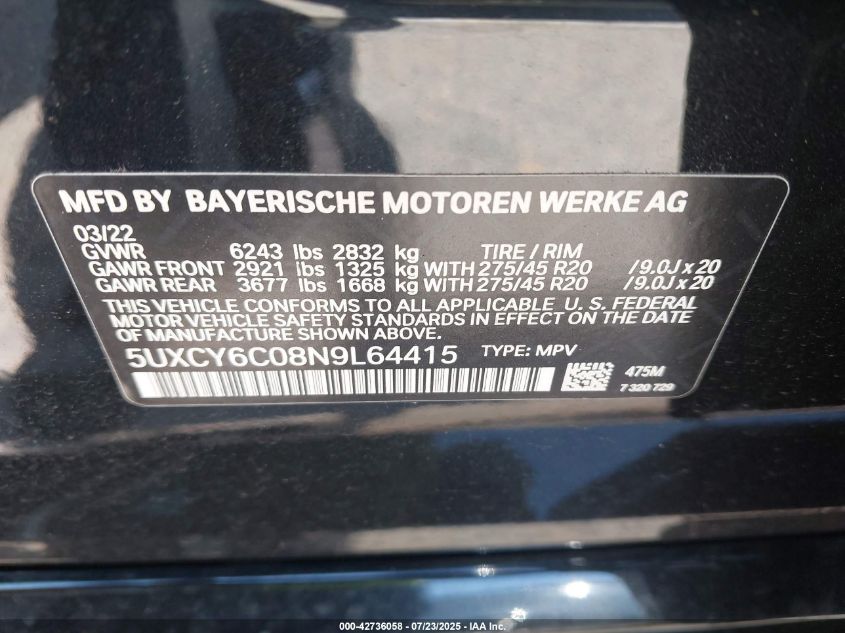 MFD BY BAYERISCHE MOTOREN WERKE AG
03/22
GVWR 6243 lbs 2832 kg TIRE / RIM
GAWR FRONT 2921 lbs 1325 kg WITH 275/45 R20 /9.0J x 20
GAWR REAR 3677 lbs 1668 kg WITH 275/45 R20 /9.0J x 20
THIS VEHICLE CONFORMS TO ALL APPLICABLE U. S. FEDERAL
MOTOR VEHICLE SAFETY STANDARDS IN EFFECT ON THE DATE
OF MANUFACTURE SHOWN ABOVE.
5UXCY6C08N9L64415 TYPE: MPV
475M
7 320 729
000-42736058 - 07/23/2025 - IAA Inc.